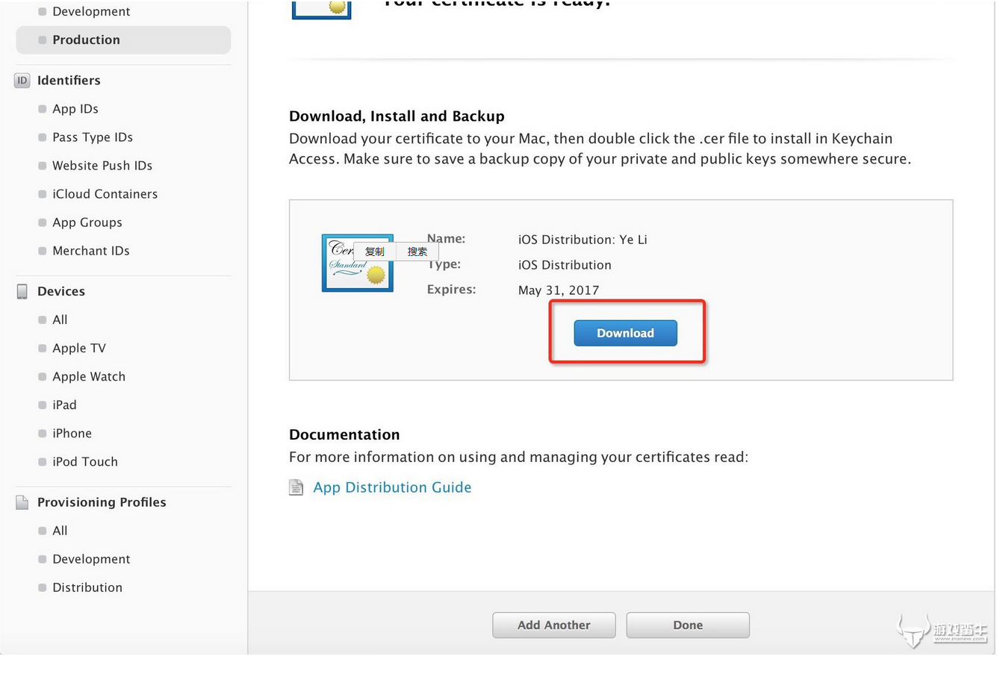 Development
Production
Identifiers
ID
App IDs
Pass Type IDs
Website Push IDs
iCloud Containers
App Groups
Merchant IDs
Devices
All
Apple TV
Apple Watch
iPad
iPhone
iPod Touch
Provisioning Profiles
All
Development
Distribution
Your certificate is ready.
Download, Install and Backup
Download your certificate to your Mac, then double click the .cer file to install in Keychain
Access. Make sure to save a backup copy of your private and public keys somewhere secure.
Cer
Standard
复制 搜索
Name: iOS Distribution: Ye Li
Type: iOS Distribution
Expires: May 31, 2017
Download
Documentation
For more information on using and managing your certificates read:
App Distribution Guide
Add Another
Done
游戏蛮牛
www.manew.com